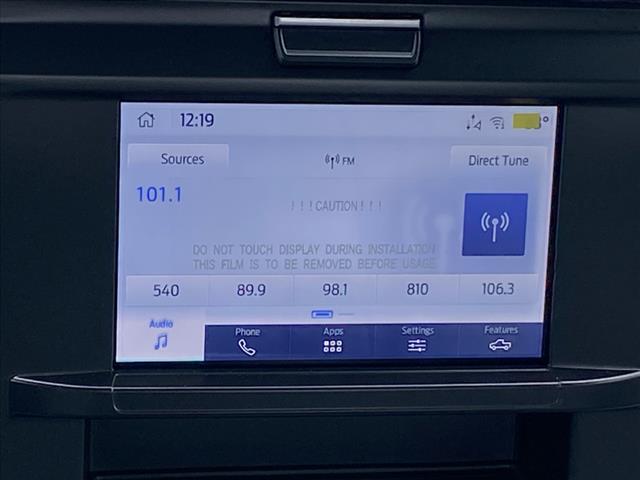 12:19
Sources
FM
Direct Tune
101.1
! ! ! CAUTION ! ! !
DO NOT TOUCH DISPLAY DURING INSTALLATION
THIS FILM IS TO BE REMOVED BEFORE USAGE
540 89.9 98.1 810 106.3
Audio Phone Apps Settings Features